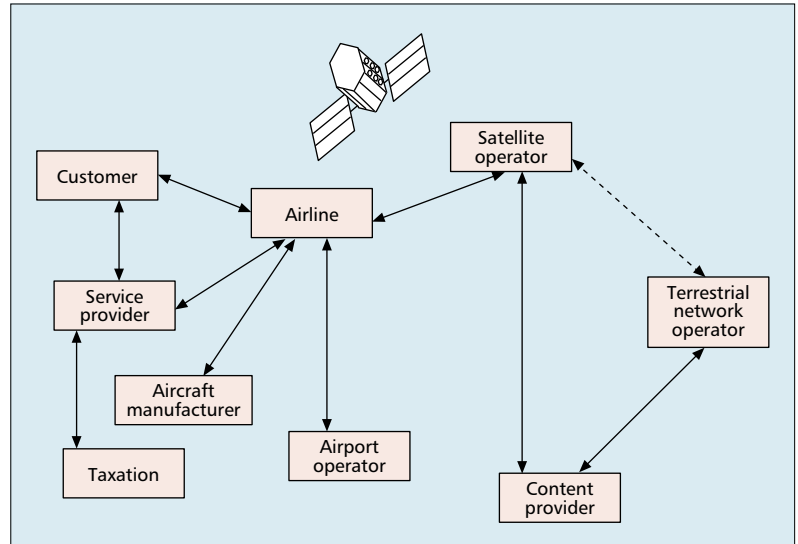 Satellite
operator
Customer
Airline
Service
provider
Terrestrial
network
operator
Aircraft
manufacturer
Airport
operator
Taxation
Content
provider